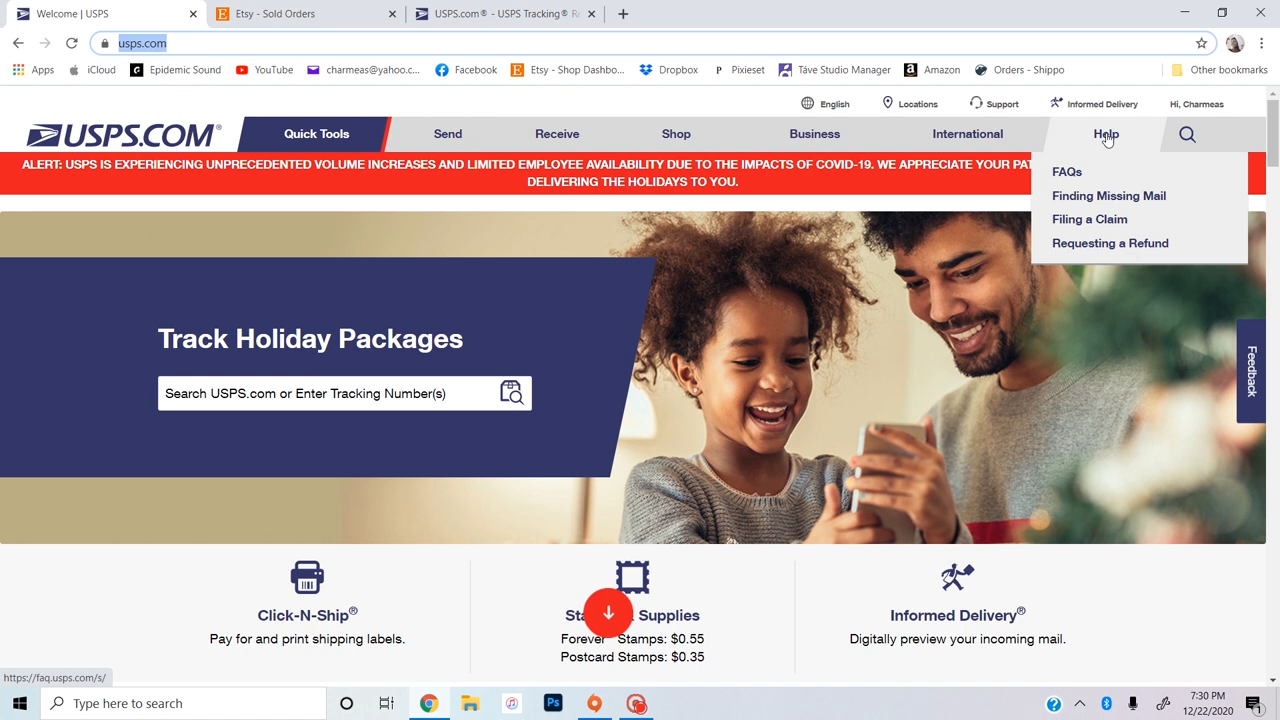 Welcome | USPS
Etsy - Sold Orders
USPS.com® - USPS Tracking® Re
usps.com
Apps
iCloud
Epidemic Sound
YouTube
charmeas@yahoo.c...
Facebook
Etsy - Shop Dashbo...
Dropbox
Pixieset
Táve Studio Manager
Amazon
Orders - Shippo
Other bookmarks
English
Locations
Support
Informed Delivery
Hi, Charmeas
USPS.COM®
Quick Tools
Send
Receive
Shop
Business
International
Help
ALERT: USPS IS EXPERIENCING UNPRECEDENTED VOLUME INCREASES AND LIMITED EMPLOYEE AVAILABILITY DUE TO THE IMPACTS OF COVID-19. WE APPRECIATE YOUR PAT
DELIVERING THE HOLIDAYS TO YOU.
FAQs
Finding Missing Mail
Filing a Claim
Requesting a Refund
Track Holiday Packages
Search USPS.com or Enter Tracking Number(s)
Feedback
Click-N-Ship®
Pay for and print shipping labels.
Sta Supplies
Forever Stamps: $0.55
Postcard Stamps: $0.35
Informed Delivery®
Digitally preview your incoming mail.
https://faq.usps.com/s/
Type here to search
Ps
7:30 PM
12/22/2020
1